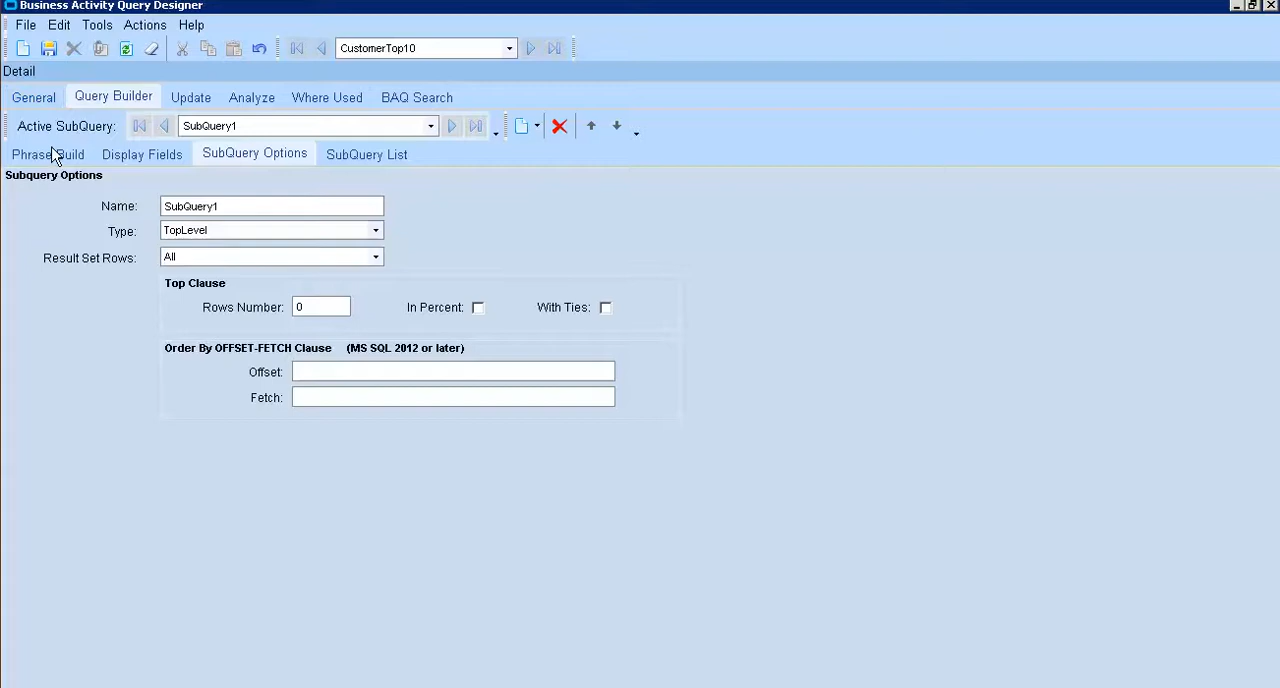 Business Activity Query Designer
File Edit Tools Actions Help
CustomerTop10
Detail
General Query Builder Update Analyze Where Used BAQ Search
Active SubQuery: SubQuery1
Phrase Build Display Fields SubQuery Options SubQuery List
Subquery Options
Name: SubQuery1
Type: TopLevel
Result Set Rows: All
Top Clause
Rows Number: 0 In Percent: With Ties:
Order By OFFSET-FETCH Clause (MS SQL 2012 or later)
Offset:
Fetch: